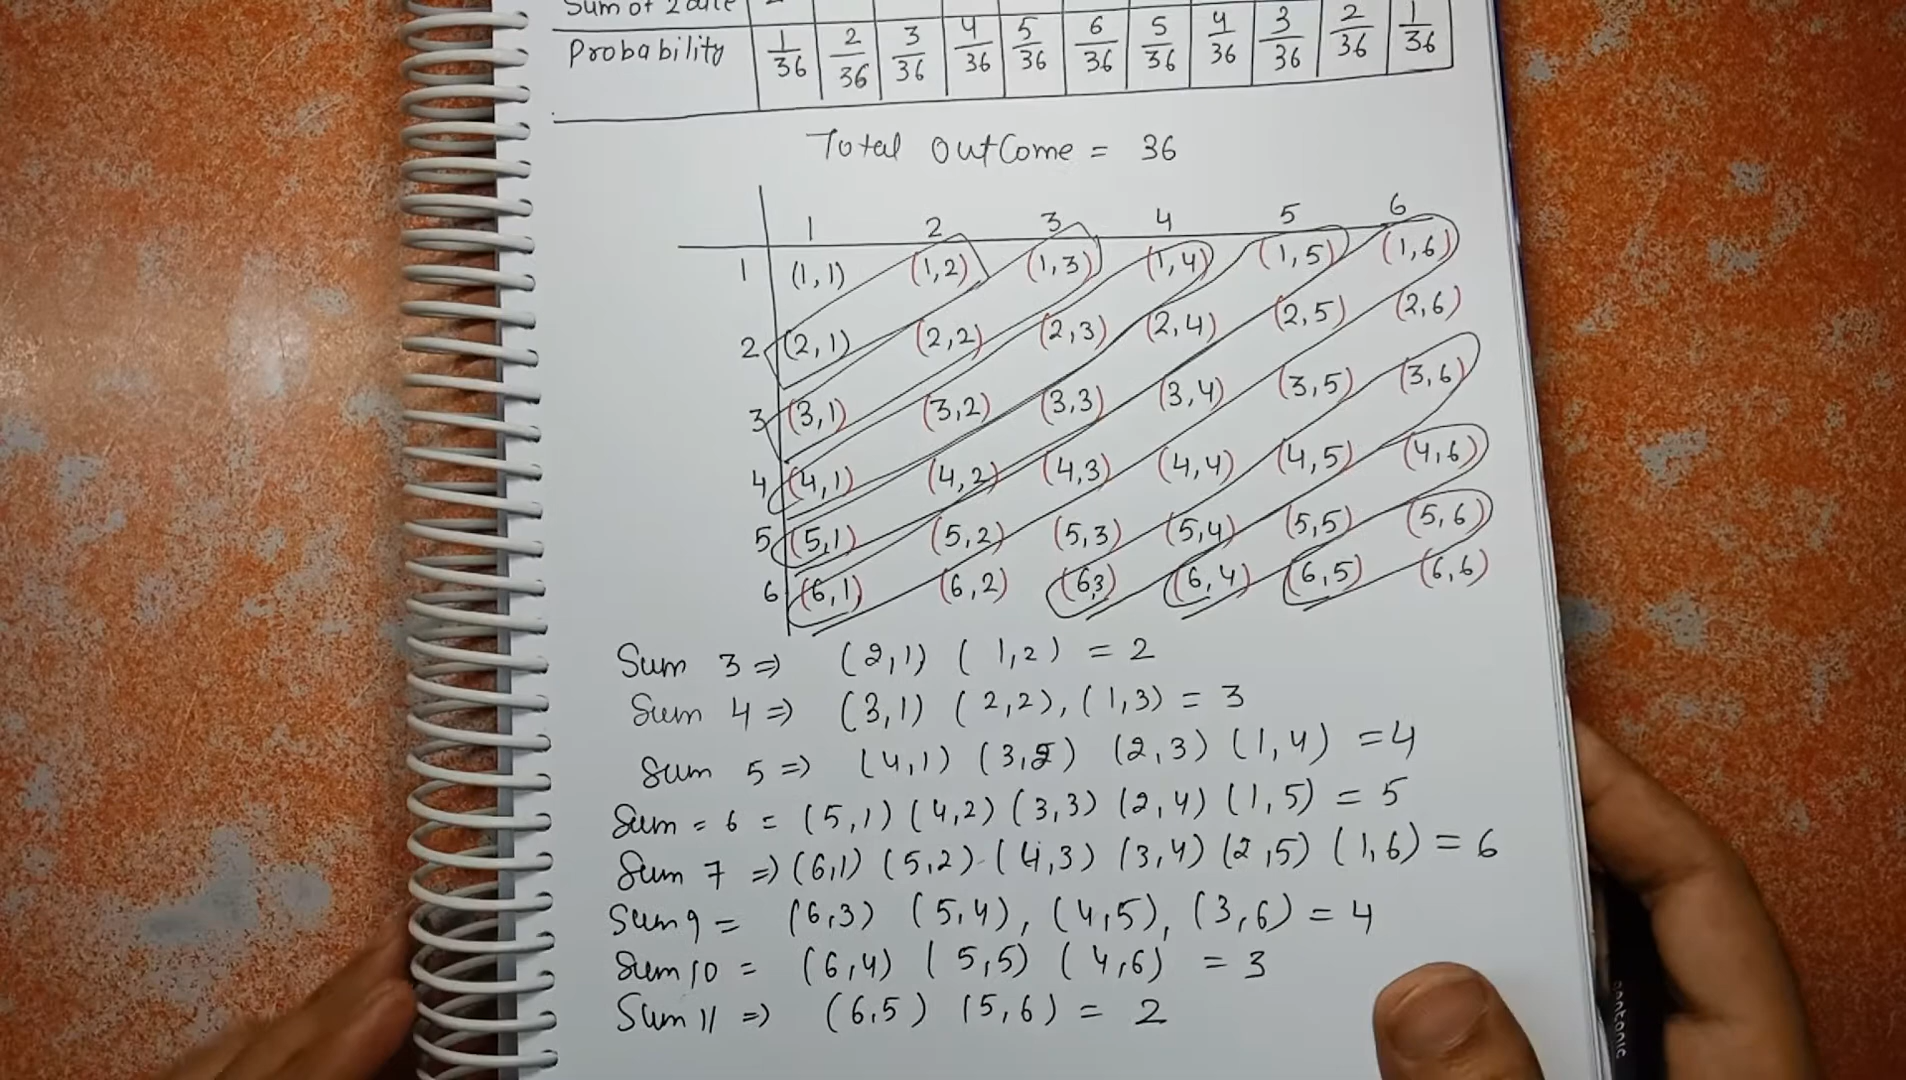 Sum of 2 dice
Probability 1/36 2/36 3/36 4/36 5/36 6/36 5/36 4/36 3/36 2/36 1/36
Total outCome = 36
1 2 3 4 5 6
1 (1,1) (1,2) (1,3) (1,4) (1,5) (1,6)
2 (2,1) (2,2) (2,3) (2,4) (2,5) (2,6)
3 (3,1) (3,2) (3,3) (3,4) (3,5) (3,6)
4 (4,1) (4,2) (4,3) (4,4) (4,5) (4,6)
5 (5,1) (5,2) (5,3) (5,4) (5,5) (5,6)
6 (6,1) (6,2) (6,3) (6,4) (6,5) (6,6)
Sum 3 ⇒ (2,1) (1,2) = 2
Sum 4 ⇒ (3,1) (2,2), (1,3) = 3
Sum 5 ⇒ (4,1) (3,2) (2,3) (1,4) = 4
Sum = 6 = (5,1) (4,2) (3,3) (2,4) (1,5) = 5
Sum 7 ⇒ (6,1) (5,2) (4,3) (3,4) (2,5) (1,6) = 6
Sum 9 = (6,3) (5,4), (4,5), (3,6) = 4
Sum 10 = (6,4) (5,5) (4,6) = 3
Sum 11 ⇒ (6,5) (5,6) = 2